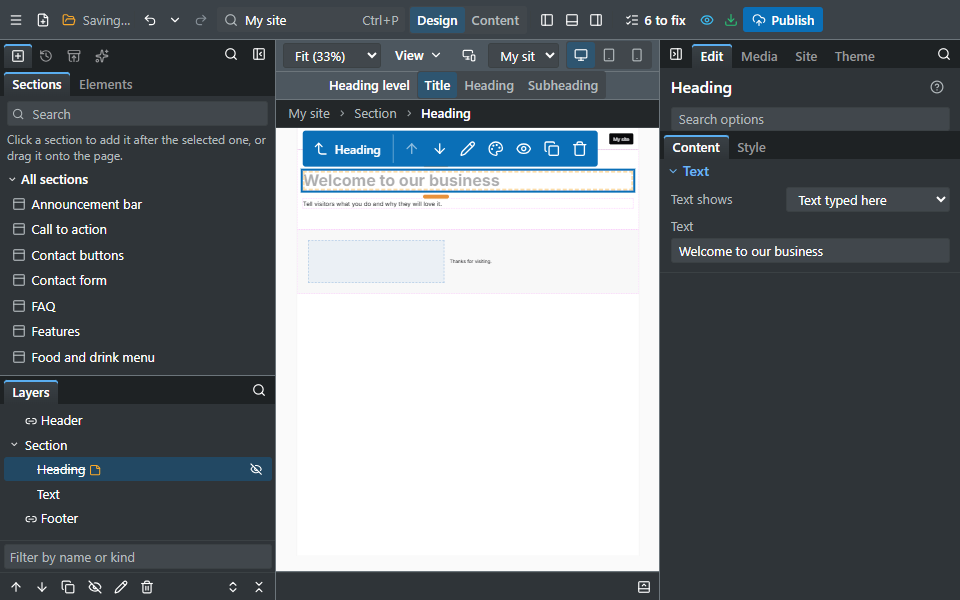 Saving...
My site
Ctrl+P
Design
Content
6 to fix
Publish
Sections
Elements
Search
Click a section to add it after the selected one, or
drag it onto the page.
All sections
Announcement bar
Call to action
Contact buttons
Contact form
FAQ
Features
Food and drink menu
Layers
Header
Section
Heading
Text
Footer
Filter by name or kind
Fit (33%)
View
My sit
Heading level
Title
Heading
Subheading
My site
Section
Heading
My site
Heading
Welcome to our business
Tell visitors what you do and why they will love it.
Thanks for visiting.
Edit
Media
Site
Theme
Heading
Search options
Content
Style
Text
Text shows
Text typed here
Text
Welcome to our business